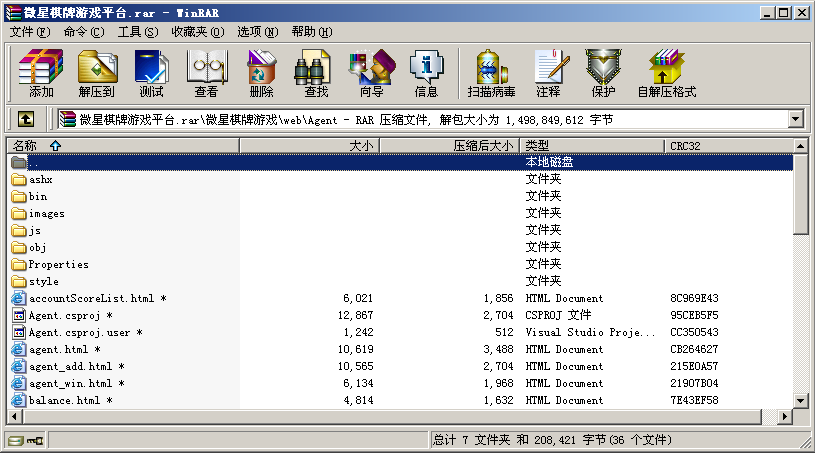 微星棋牌游戏平台.rar - WinRAR
文件(F) 命令(C) 工具(S) 收藏夹(O) 选项(N) 帮助(H)
添加 解压到 测试 查看 删除 查找 向导 信息 扫描病毒 注释 保护 自解压格式
微星棋牌游戏平台.rar\微星棋牌游戏\web\Agent - RAR 压缩文件, 解包大小为 1,498,849,612 字节
名称 大小 压缩后大小 类型 CRC32
.. 本地磁盘
ashx 文件夹
bin 文件夹
images 文件夹
js 文件夹
obj 文件夹
Properties 文件夹
style 文件夹
accountScoreList.html * 6,021 1,856 HTML Document 8C969E43
Agent.csproj * 12,867 2,704 CSPROJ 文件 95CEB5F5
Agent.csproj.user * 1,242 512 Visual Studio Proje... CC350543
agent.html * 10,619 3,488 HTML Document CB264627
agent_add.html * 10,565 2,704 HTML Document 215E0A57
agent_win.html * 6,134 1,968 HTML Document 21907B04
balance.html * 4,814 1,632 HTML Document 7E43EF58
总计 7 文件夹 和 208,421 字节(36 个文件)